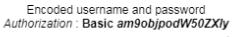 Encoded username and password
Authorization : Basic am9objpodW50ZXIy